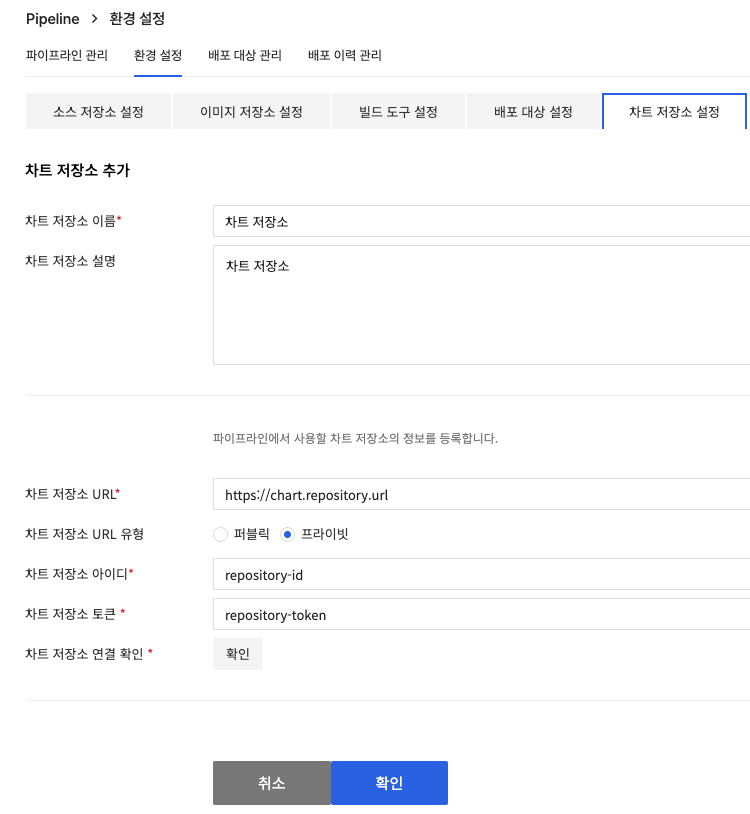 Pipeline > 환경 설정
파이프라인 관리 환경 설정 배포 대상 관리 배포 이력 관리
소스 저장소 설정 이미지 저장소 설정 빌드 도구 설정 배포 대상 설정 차트 저장소 설정
차트 저장소 추가
차트 저장소 이름* 차트 저장소
차트 저장소 설명 차트 저장소
파이프라인에서 사용할 차트 저장소의 정보를 등록합니다.
차트 저장소 URL* https://chart.repository.url
차트 저장소 URL 유형 퍼블릭 프라이빗
차트 저장소 아이디* repository-id
차트 저장소 토큰 * repository-token
차트 저장소 연결 확인 * 확인
취소 확인